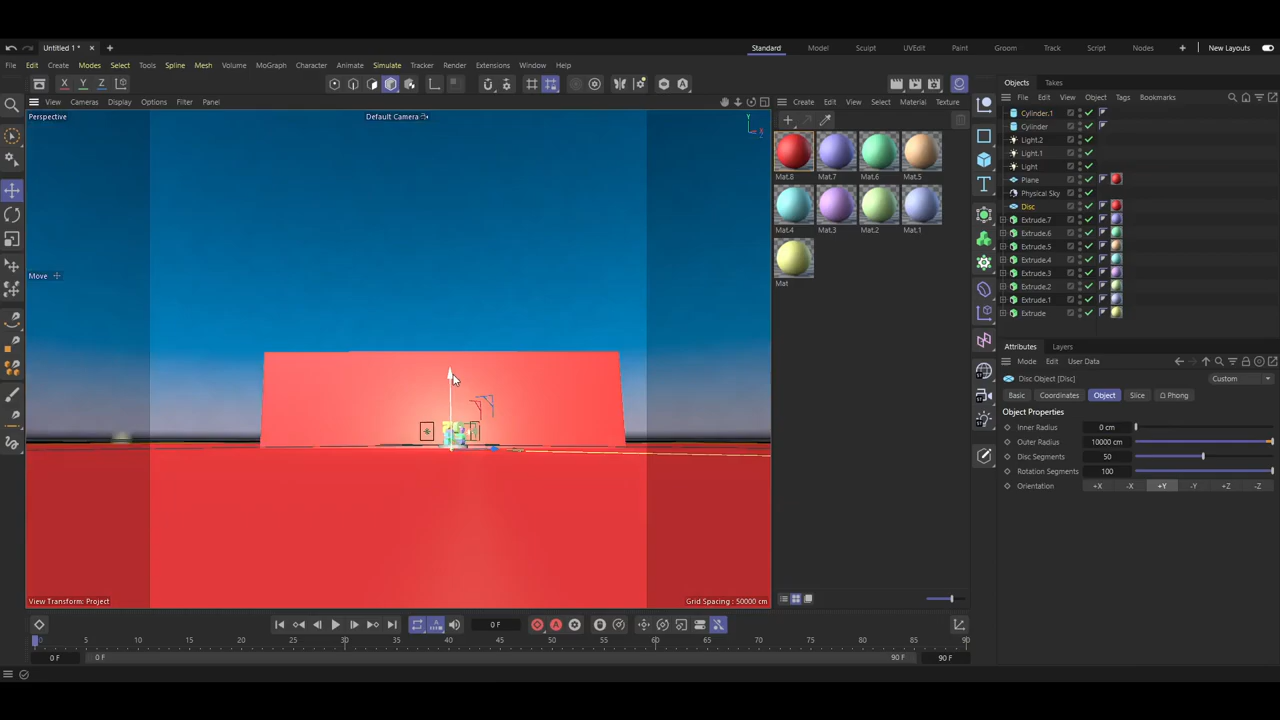 Untitled 1 *
Standard Model Sculpt UVEdit Paint Groom Track Script Nodes New Layouts
File Edit Create Modes Select Tools Spline Mesh Volume MoGraph Character Animate Simulate Tracker Render Extensions Window Help
Objects Takes
X Y Z
View Cameras Display Options Filter Panel
Create Edit View Select Material Texture
File Edit View Object Tags Bookmarks
Perspective
Default Camera
Y
X
Move
Mat.8 Mat.7 Mat.6 Mat.5
Mat.4 Mat.3 Mat.2 Mat.1
Mat
Cylinder.1
Cylinder
Light.2
Light.1
Light
Plane
Physical Sky
Disc
Extrude.7
Extrude.6
Extrude.5
Extrude.4
Extrude.3
Extrude.2
Extrude.1
Extrude
Attributes Layers
Mode Edit User Data
Disc Object [Disc]
Custom
Basic Coordinates Object Slice Phong
Object Properties
Inner Radius 0 cm
Outer Radius 10000 cm
Disc Segments 50
Rotation Segments 100
Orientation +X -X +Y -Y +Z -Z
View Transform: Project
Grid Spacing : 50000 cm
0 F
0 5 10 15 20 25 30 35 40 45 50 55 60 65 70 75 80 85 90
0 F 0 F 90 F 90 F